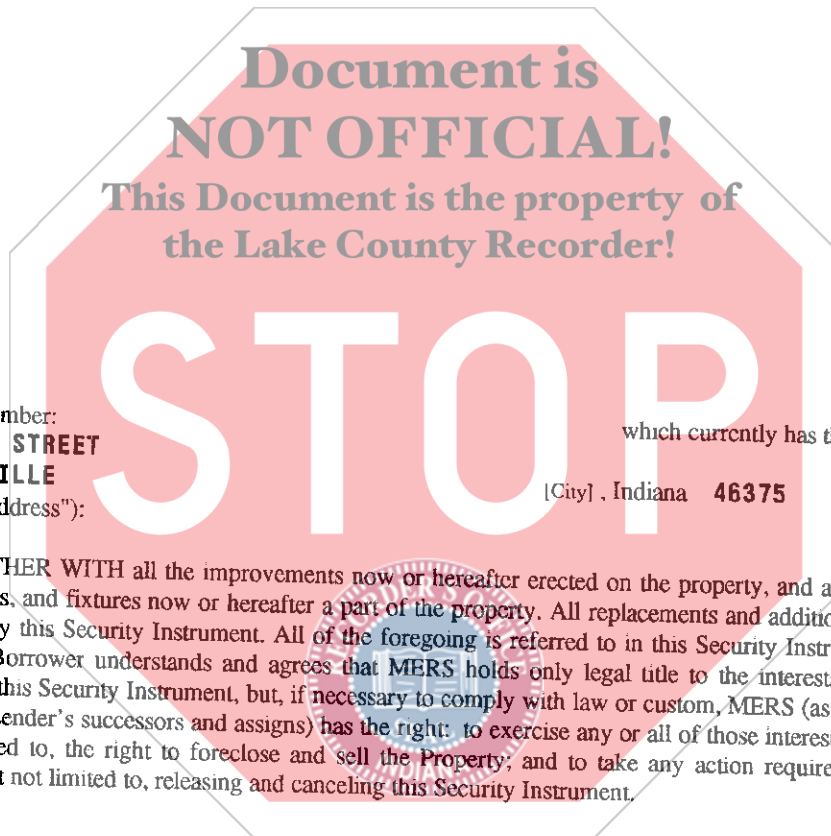 Document is
NOT OFFICIAL!
This Document is the property of
the Lake County Recorder!
STOP
mber:
which currently has t
STREET
ILLE
[City] , Indiana 46375
ddress"):
THER WITH all the improvements now or hereafter erected on the property, and a
s, and fixtures now or hereafter a part of the property. All replacements and additio
y this Security Instrument. All of the foregoing is referred to in this Security Instr
Borrower understands and agrees that MERS holds only legal title to the interest
this Security Instrument, but, if necessary to comply with law or custom, MERS (as
ender's successors and assigns) has the right: to exercise any or all of those interes
ed to, the right to foreclose and sell the Property; and to take any action require
t not limited to, releasing and canceling this Security Instrument.